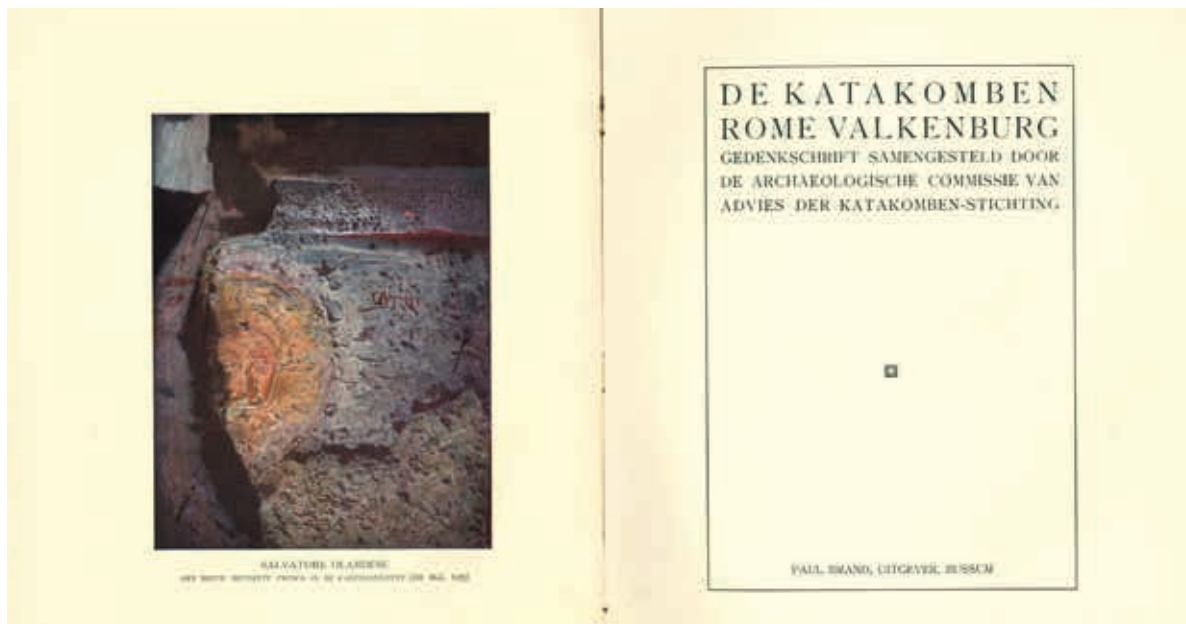 SALVATORE OLANDESE
DE KATAKOMBEN
ROME VALKENBURG
GEDENKSCHRIFT SAMENGESTELD DOOR
DE ARCHAEOLOGISCHE COMMISSIE VAN
ADVIES DER KATAKOMBEN-STICHTING
PAUL BRAND, UITGEVER, BUSSUM